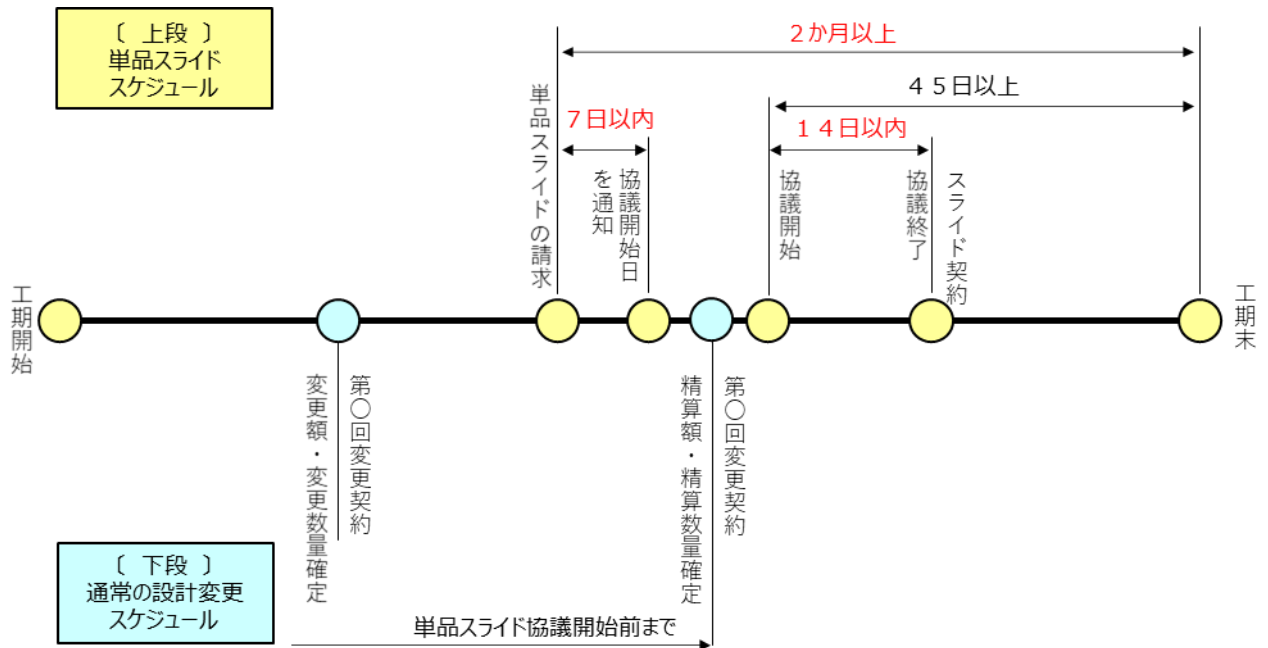 〔 上段 〕
単品スライド
スケジュール
２か月以上
４５日以上
７日以内
１４日以内
単品スライドの請求
協議開始日
を通知
協議開始
協議終了
スライド契約
工期開始
工期末
第〇回変更契約
変更額・変更数量確定
第〇回変更契約
精算額・精算数量確定
〔 下段 〕
通常の設計変更
スケジュール
単品スライド協議開始前まで